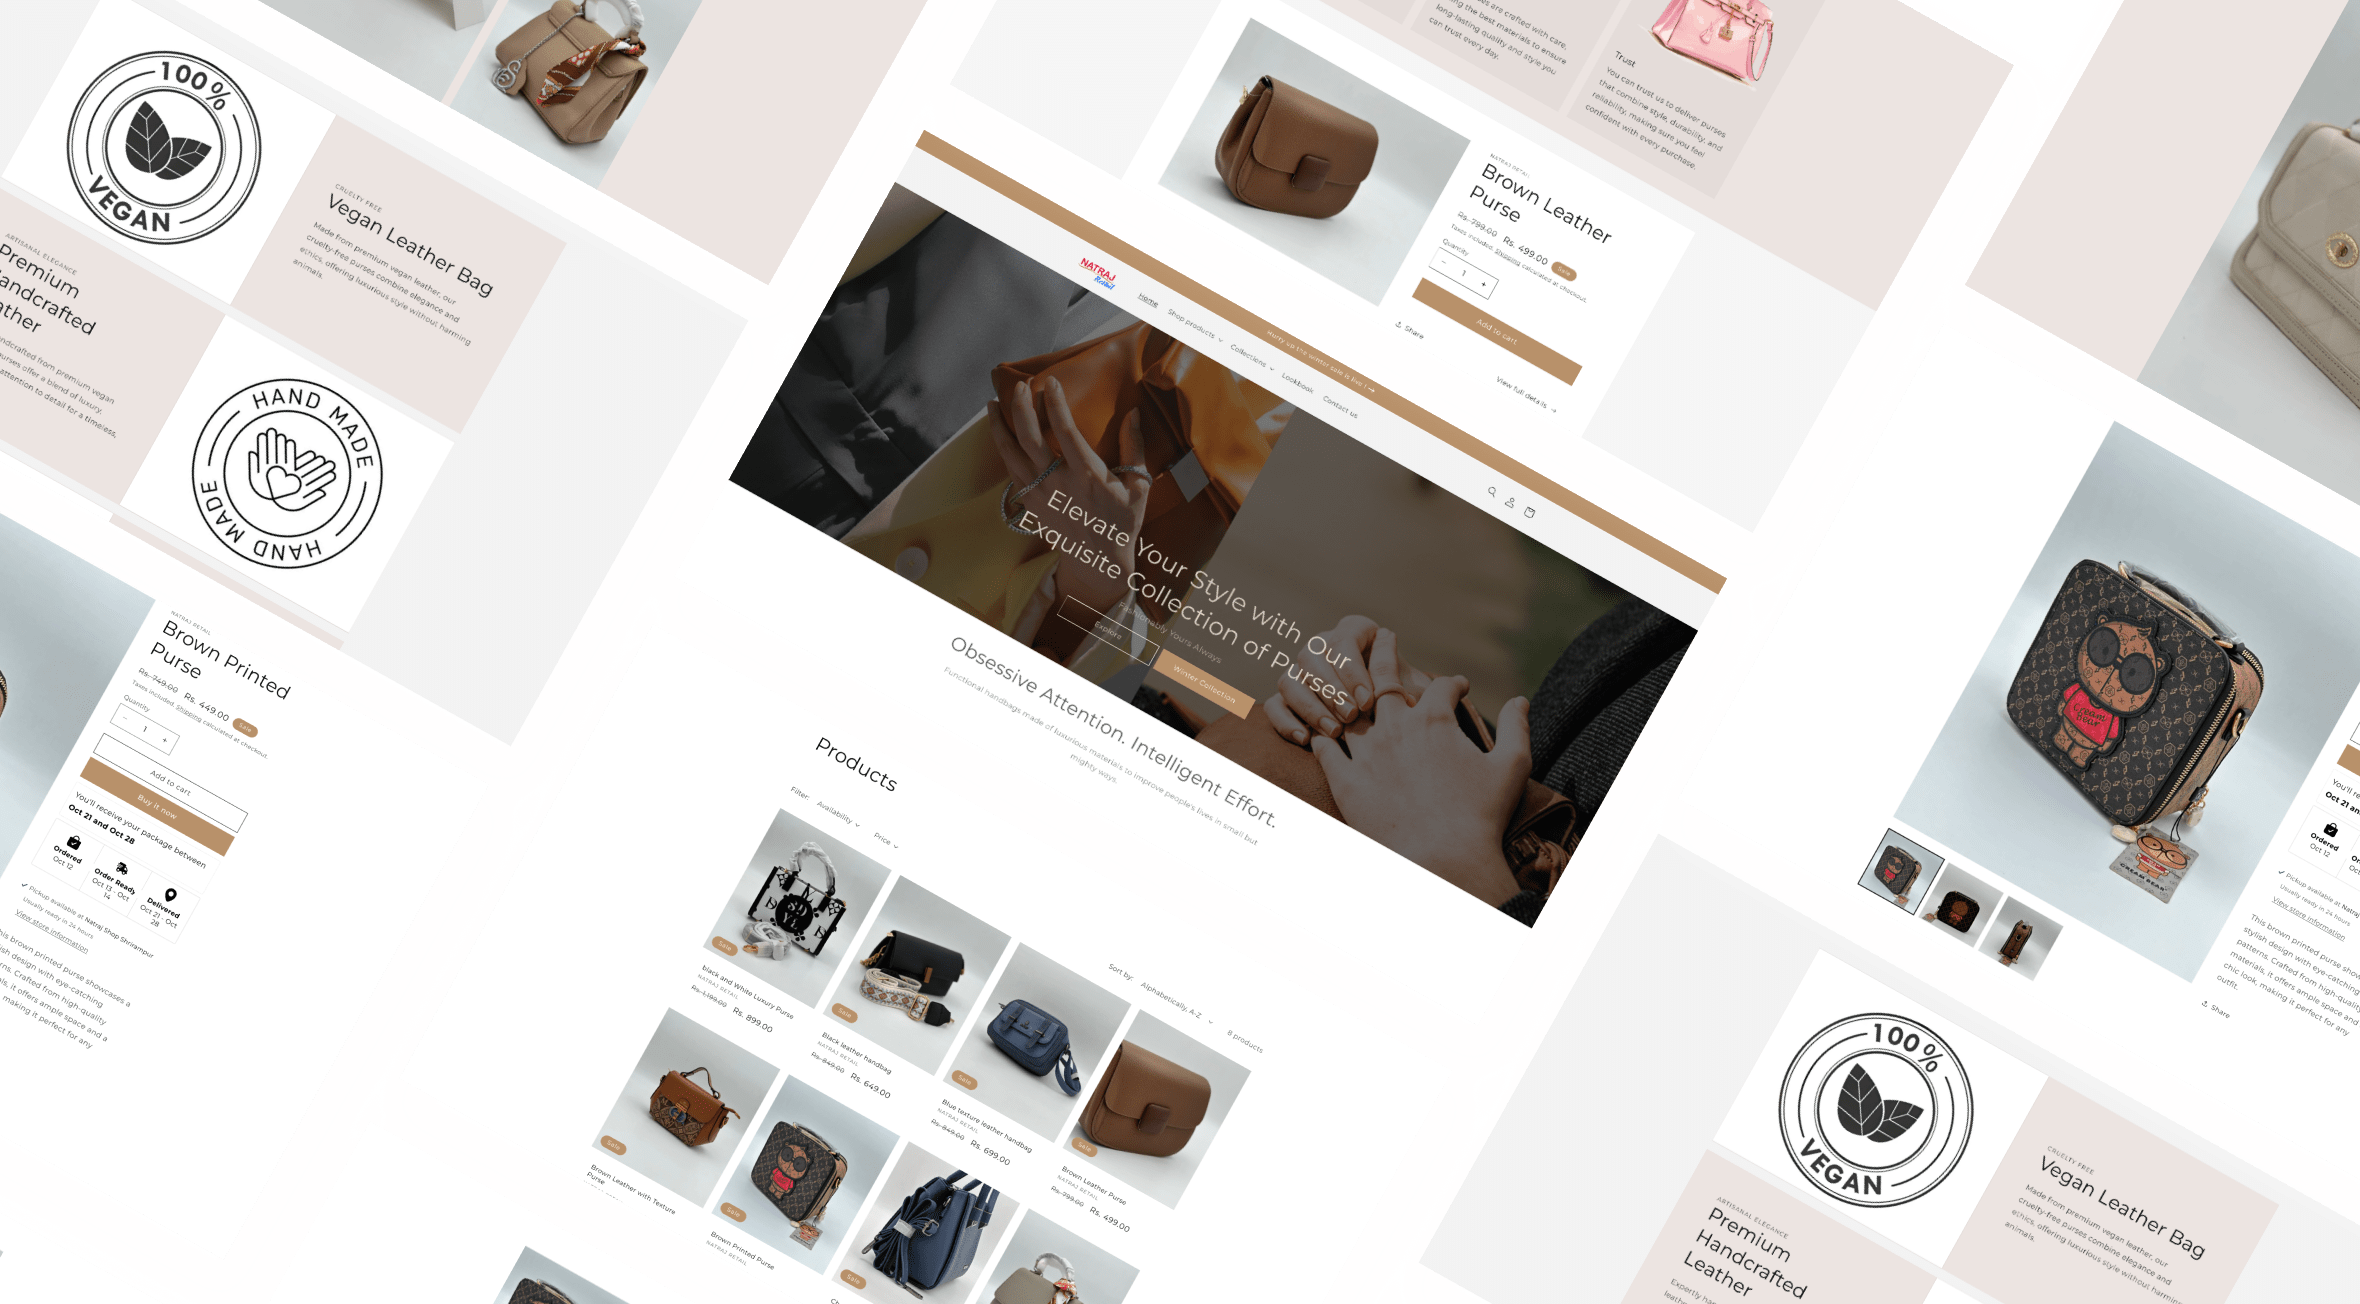 100%
VEGAN
CRUELTY FREE
Vegan Leather Bag
Made from premium vegan leather, our
cruelty-free purses combine elegance and
ethics, offering luxurious style without harming
animals.
ARTISANAL ELEGANCE
Premium
Handcrafted
ather
ndcrafted from premium vegan
urses offer a blend of luxury,
attention to detail for a timeless,
HAND MADE
HAND MADE
NATRAJ RETAIL
Brown Printed
Purse
Rs. 749.00 Rs. 449.00 Sale
Taxes included. Shipping calculated at checkout.
Quantity
− 1 +
Add to cart
Buy it now
You'll receive your package between
Oct 21 and Oct 28
Ordered
Oct 12
Order Ready
Oct 13 - Oct
14
Delivered
Oct 21 - Oct
28
Pickup available at Natraj Shop Shrirampur
Usually ready in 24 hours
View store information
his brown printed purse showcases a
lish design with eye-catching
rns. Crafted from high-quality
ls, it offers ample space and a
making it perfect for any
es are crafted with care,
the best materials to ensure
long-lasting quality and style you
can trust every day.
Trust
You can trust us to deliver purses
that combine style, durability, and
reliability, making sure you feel
confident with every purchase.
NATRAJ RETAIL
Brown Leather
Purse
Rs. 799.00 Rs. 499.00 Sale
Taxes included. Shipping calculated at checkout.
Quantity
− 1 +
Add to cart
Share
View full details →
Hurry up the winter sale is live ! →
NATRAJ
Retail
Home
Shop products
Collections
Lookbook
Contact us
Elevate Your Style with Our
Exquisite Collection of Purses
Fashionably Yours Always
Explore
Winter Collection
Obsessive Attention. Intelligent Effort.
Functional handbags made of luxurious materials to improve people's lives in small but
mighty ways.
Products
Filter:
Availability
Price
Sort by:
Alphabetically, A-Z
8 products
Sale
black and White Luxury Purse
NATRAJ RETAIL
Rs. 1,199.00 Rs. 899.00
Sale
Black leather handbag
NATRAJ RETAIL
Rs. 849.00 Rs. 649.00
Sale
Blue texture leather handbag
NATRAJ RETAIL
Rs. 849.00 Rs. 699.00
Sale
Brown Leather Purse
NATRAJ RETAIL
Rs. 799.00 Rs. 499.00
Sale
Brown Leather with Texture
Purse
Sale
Brown Printed Purse
NATRAJ RETAIL
Sale
Cream
Bear
CREAM BEAR
You'll re
Oct 21 an
Ordered
Oct 12
Pickup available at Natraj
Usually ready in 24 hours
View store information
This brown printed purse show
stylish design with eye-catching
patterns. Crafted from high-quality
materials, it offers ample space
chic look, making it perfect for
outfit.
Share
100%
VEGAN
CRUELTY FREE
Vegan Leather Bag
Made from premium vegan leather, our
cruelty-free purses combine elegance and
ethics, offering luxurious style without harming
animals.
ARTISANAL ELEGANCE
Premium
Handcrafted
Leather
Expertly ha